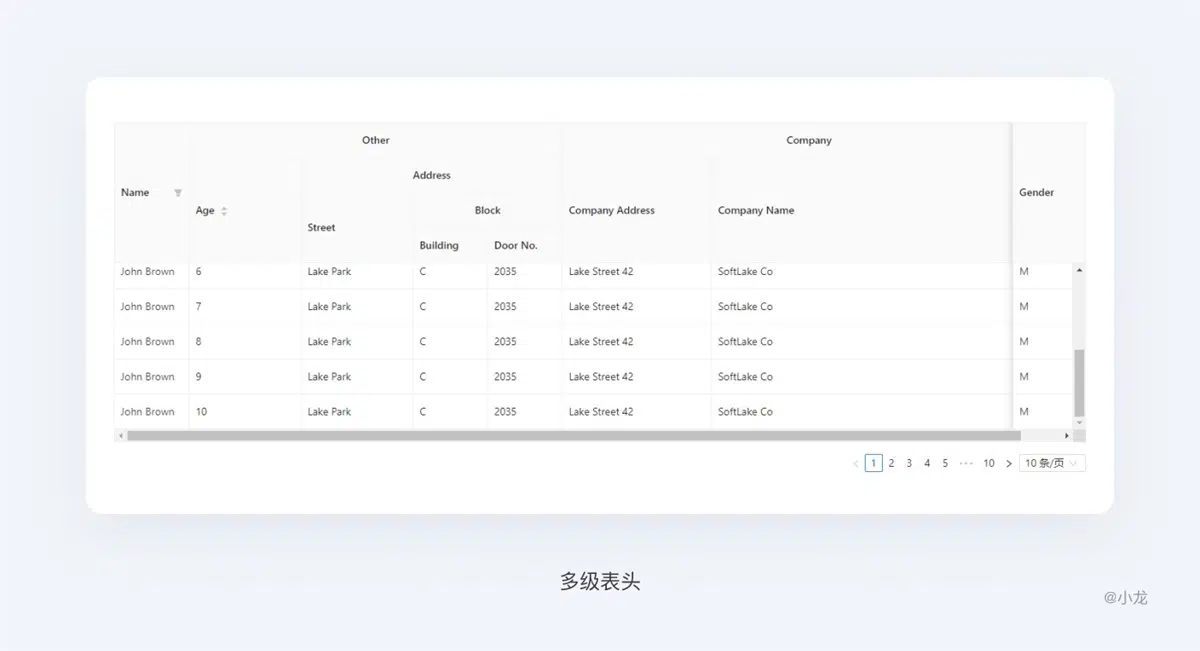 Other Company
Address
Name Gender
Age Block Company Address Company Name
Street
Building Door No.
John Brown 6 Lake Park C 2035 Lake Street 42 SoftLake Co M
John Brown 7 Lake Park C 2035 Lake Street 42 SoftLake Co M
John Brown 8 Lake Park C 2035 Lake Street 42 SoftLake Co M
John Brown 9 Lake Park C 2035 Lake Street 42 SoftLake Co M
John Brown 10 Lake Park C 2035 Lake Street 42 SoftLake Co M
< 1 2 3 4 5 ••• 10 > 10 条/页
多级表头
@小龙